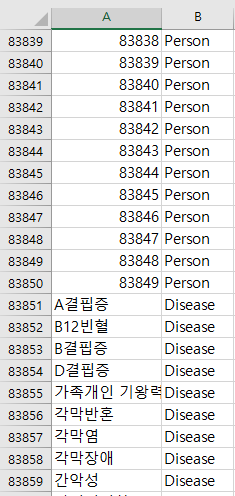 A B
83839 83838 Person
83840 83839 Person
83841 83840 Person
83842 83841 Person
83843 83842 Person
83844 83843 Person
83845 83844 Person
83846 83845 Person
83847 83846 Person
83848 83847 Person
83849 83848 Person
83850 83849 Person
83851 A결핍증 Disease
83852 B12빈혈 Disease
83853 B결핍증 Disease
83854 D결핍증 Disease
83855 가족개인 기왕력 Disease
83856 각막반혼 Disease
83857 각막염 Disease
83858 각막장애 Disease
83859 간악성 Disease